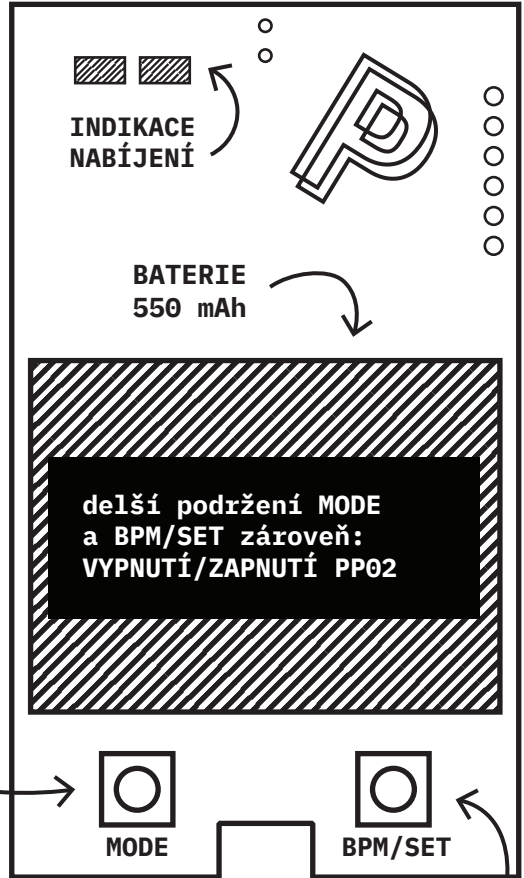 INDIKACE
NABÍJENÍ
BATERIE
550 mAh
delší podržení MODE
a BPM/SET zároveň:
VYPNUTÍ/ZAPNUTÍ PP02
MODE
BPM/SET